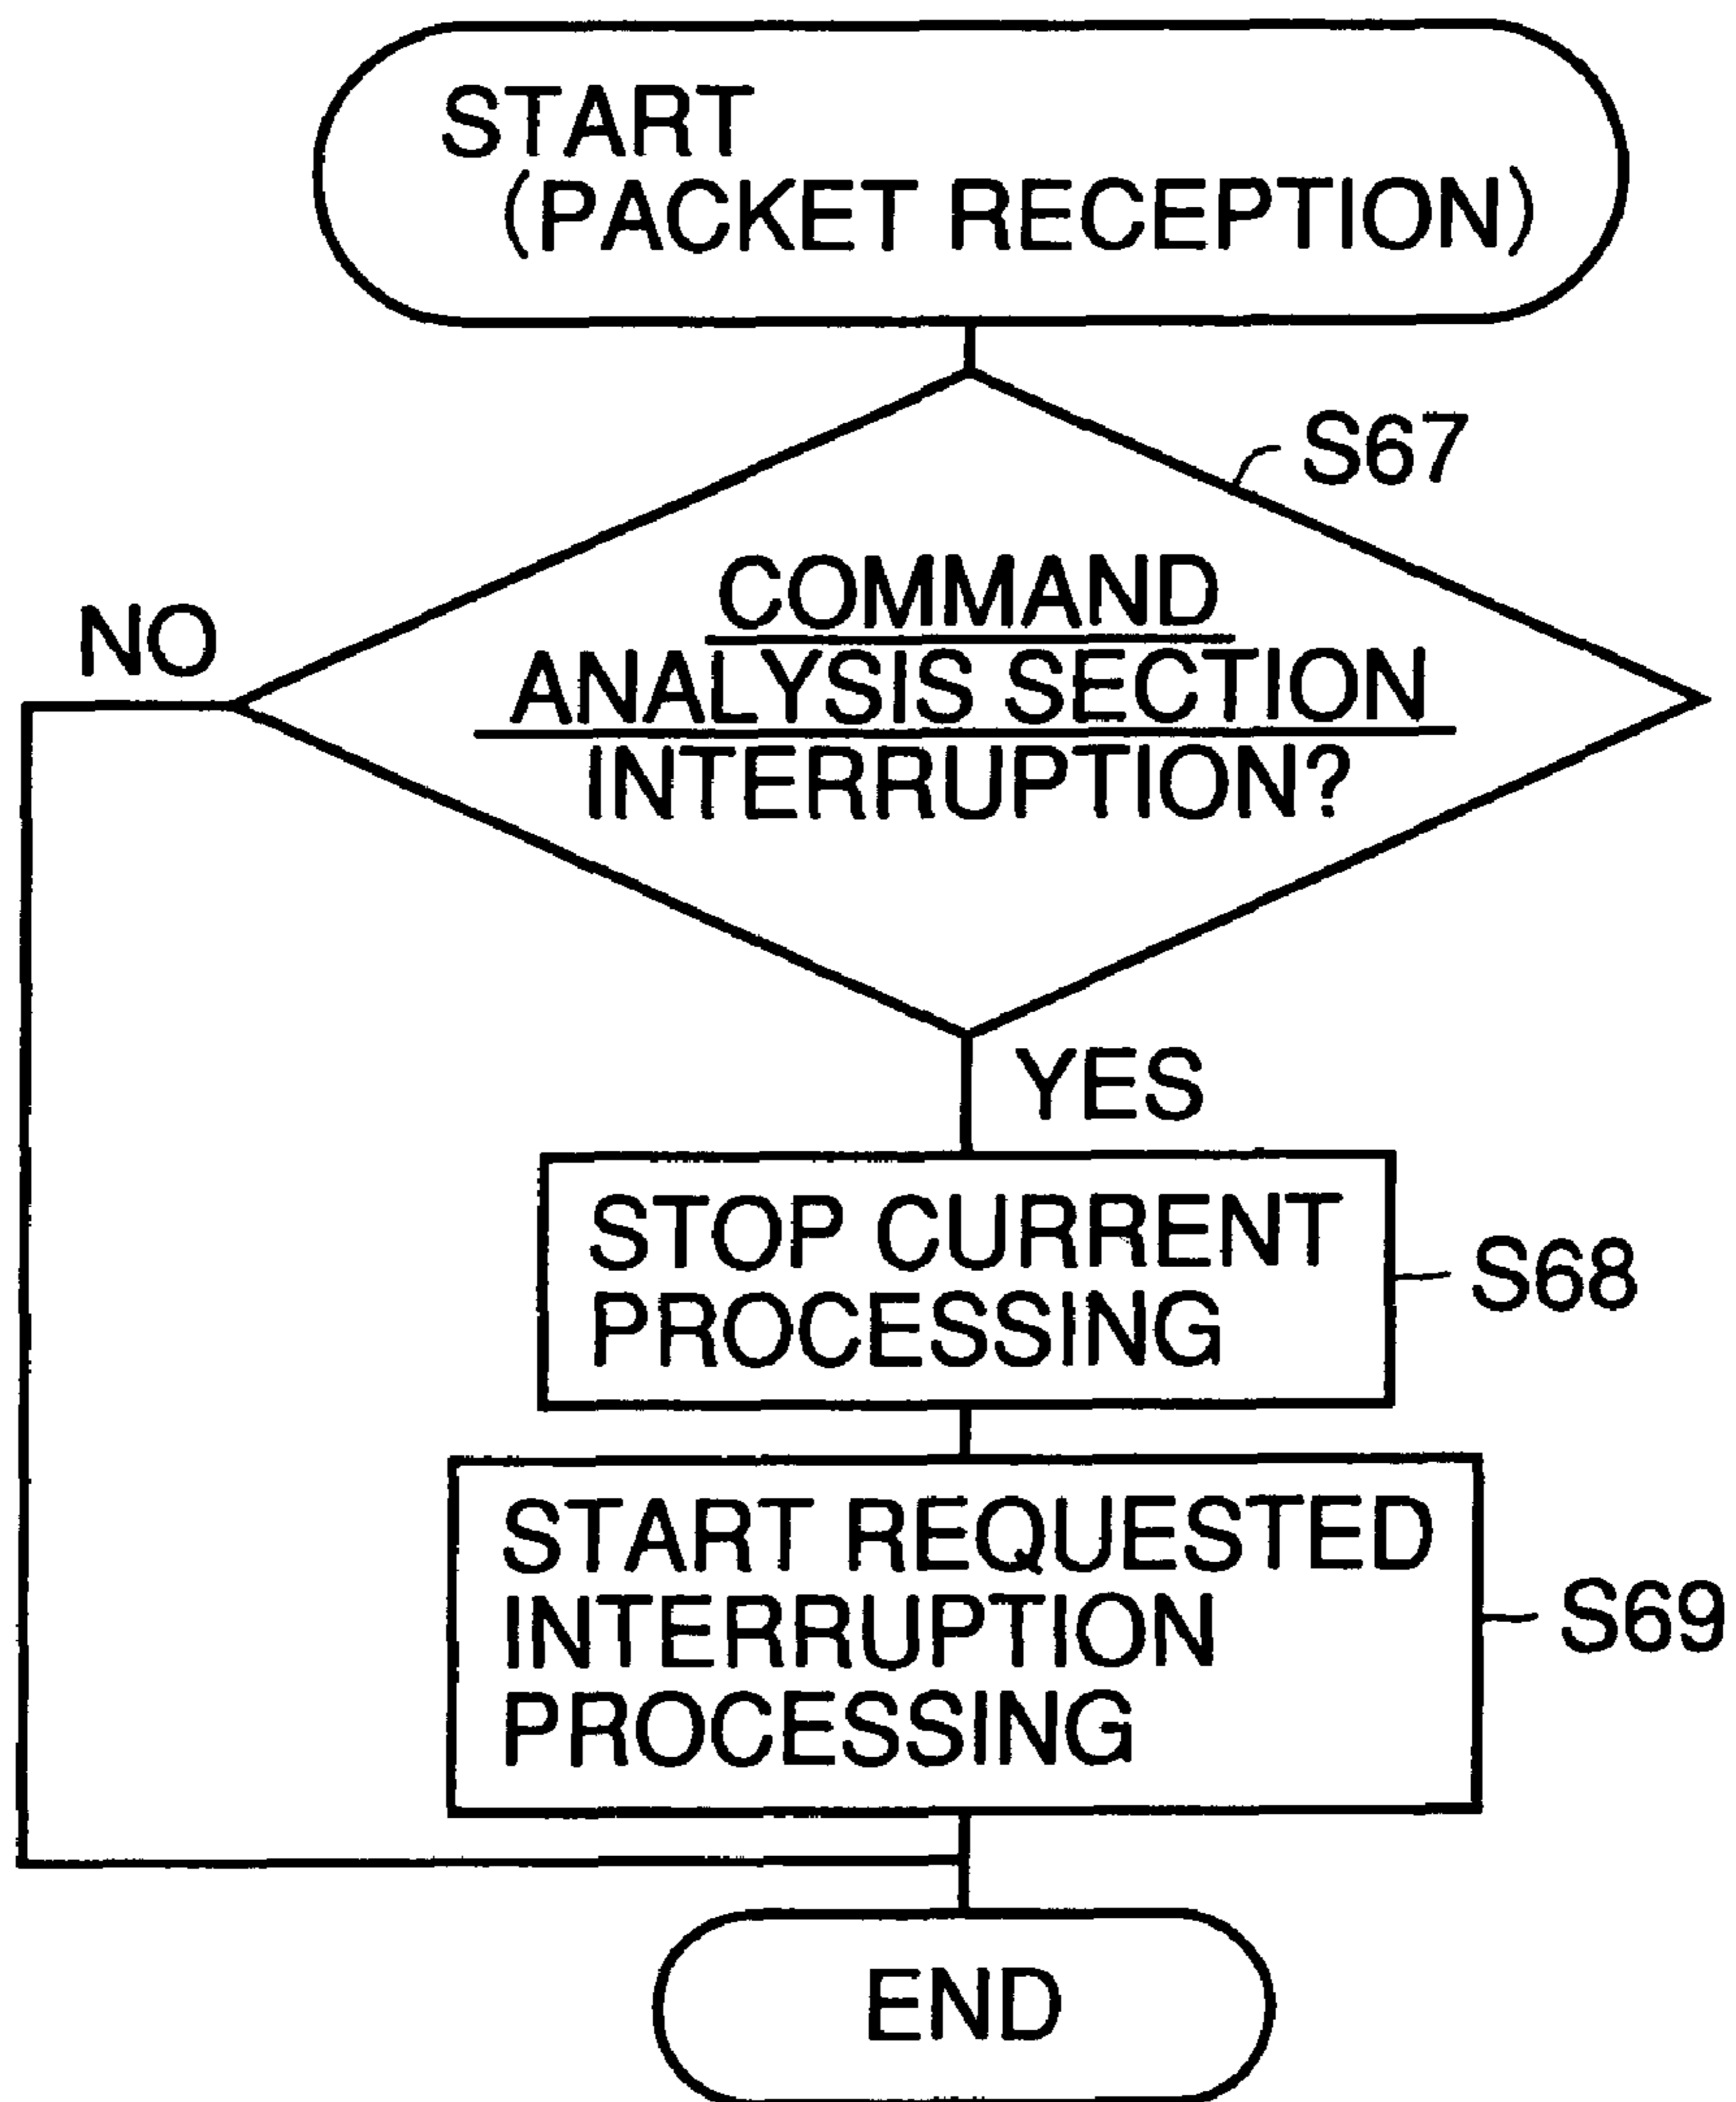 START
(PACKET RECEPTION)
S67
COMMAND
ANALYSIS SECTION
INTERRUPTION?
NO
YES
STOP CURRENT
PROCESSING
S68
START REQUESTED
INTERRUPTION
PROCESSING
S69
END